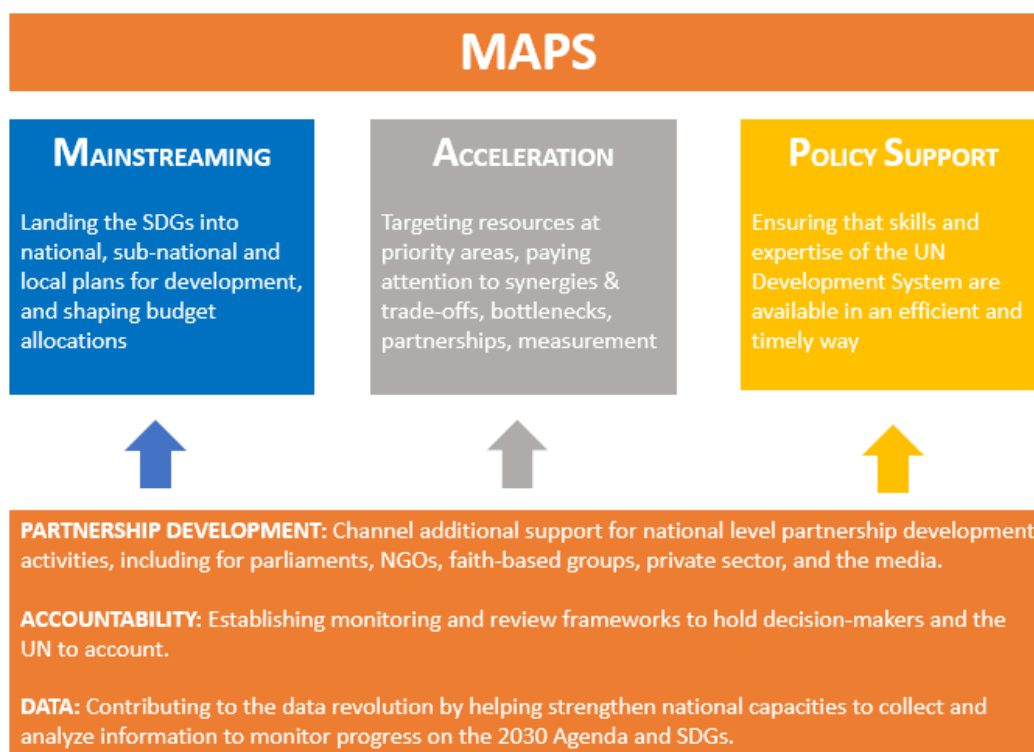 MAPS
MAINSTREAMING
Landing the SDGs into
national, sub-national and
local plans for development,
and shaping budget
allocations
ACCELERATION
Targeting resources at
priority areas, paying
attention to synergies &
trade-offs, bottlenecks,
partnerships, measurement
POLICY SUPPORT
Ensuring that skills and
expertise of the UN
Development System are
available in an efficient and
timely way
PARTNERSHIP DEVELOPMENT: Channel additional support for national level partnership development
activities, including for parliaments, NGOs, faith-based groups, private sector, and the media.
ACCOUNTABILITY: Establishing monitoring and review frameworks to hold decision-makers and the
UN to account.
DATA: Contributing to the data revolution by helping strengthen national capacities to collect and
analyze information to monitor progress on the 2030 Agenda and SDGs.